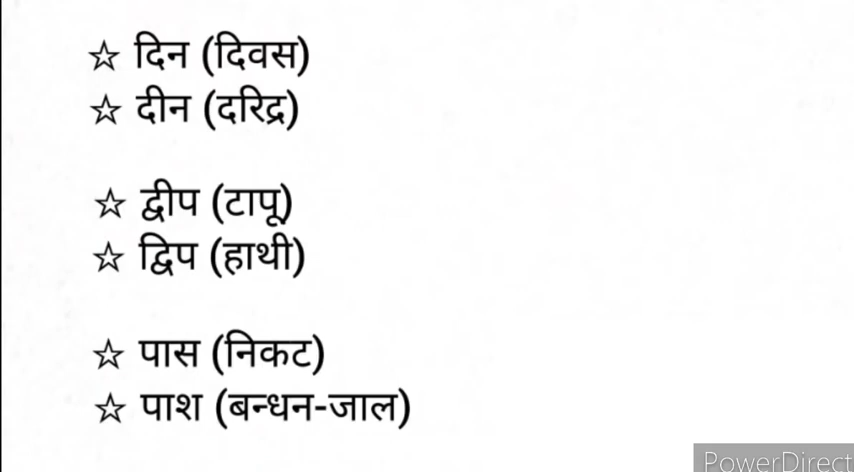 ☆ दिन (दिवस)
☆ दीन (दरिद्र)
☆ द्वीप (टापू)
☆ द्विप (हाथी)
☆ पास (निकट)
☆ पाश (बन्धन-जाल)
PowerDirect